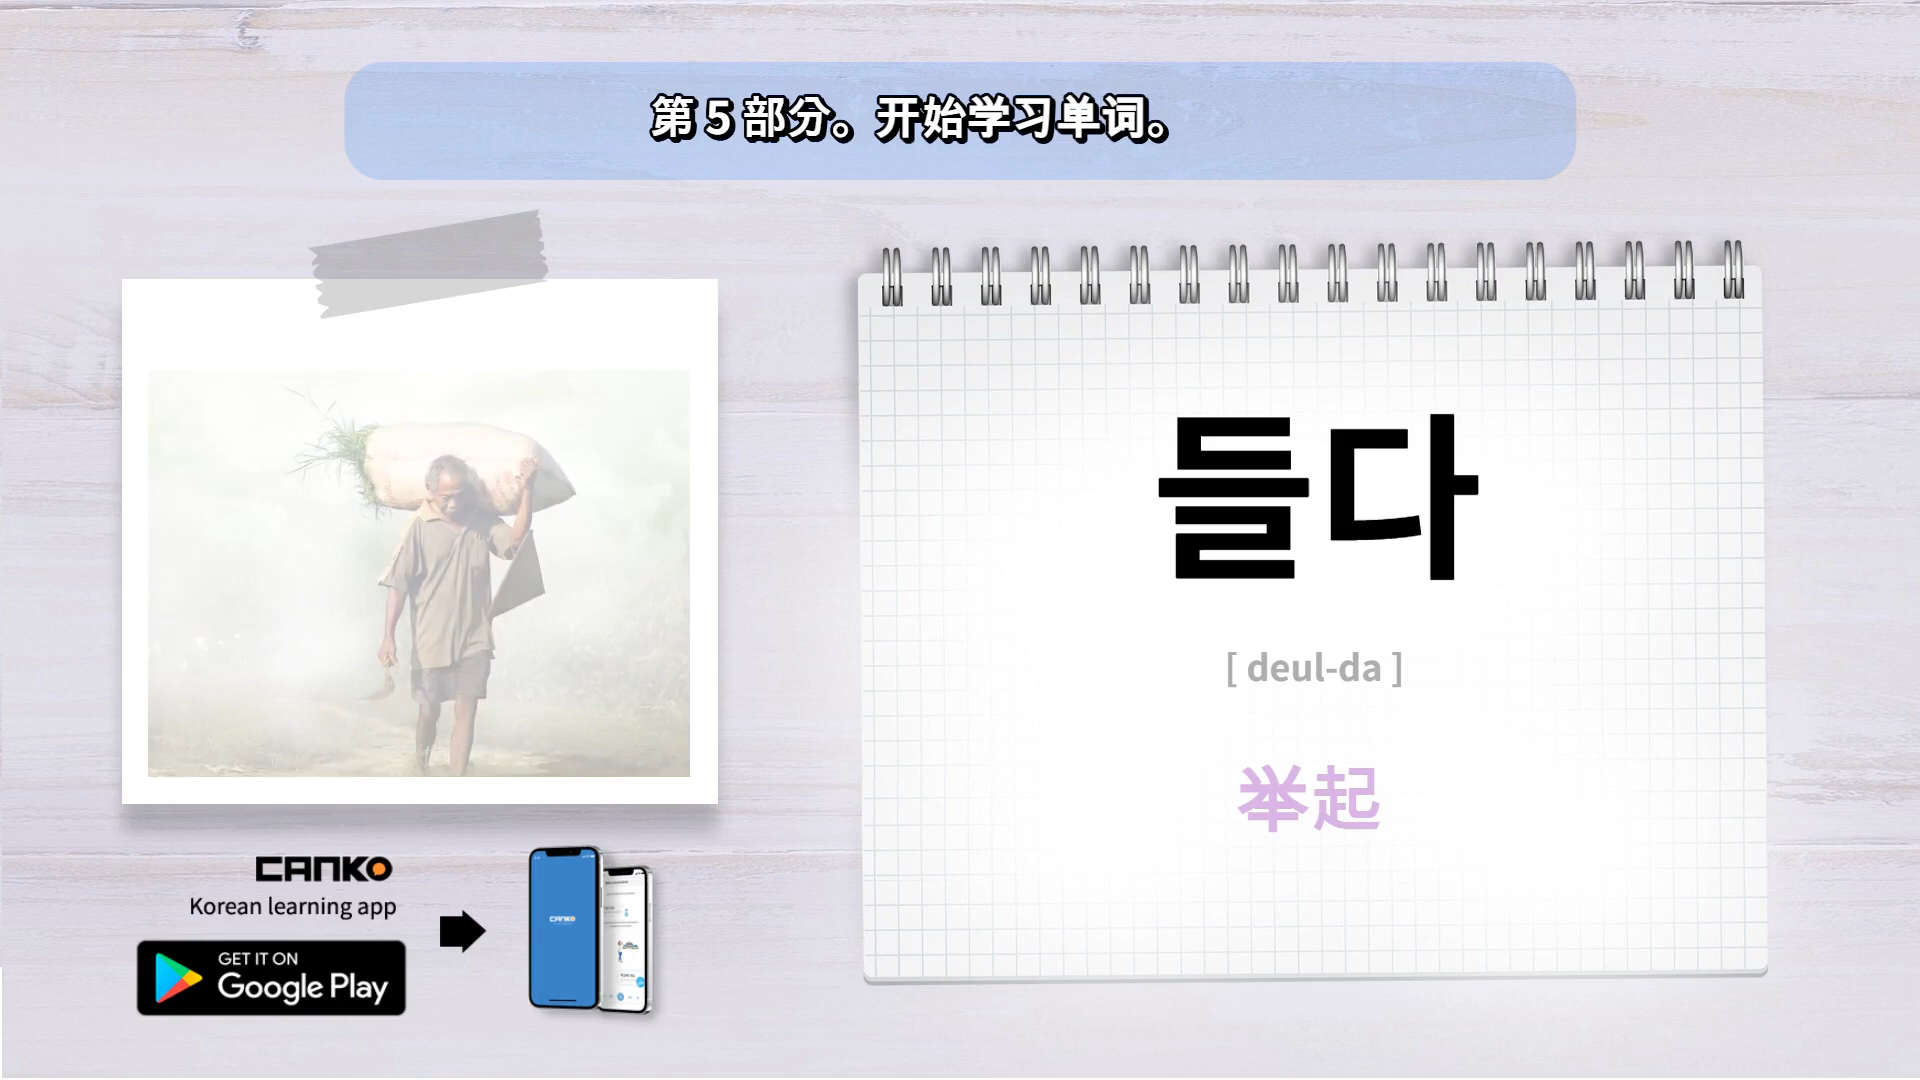 第5部分。开始学习单词。
들다
[ deul-da ]
举起
CANKO
Korean learning app
GET IT ON
Google Play
CANKO